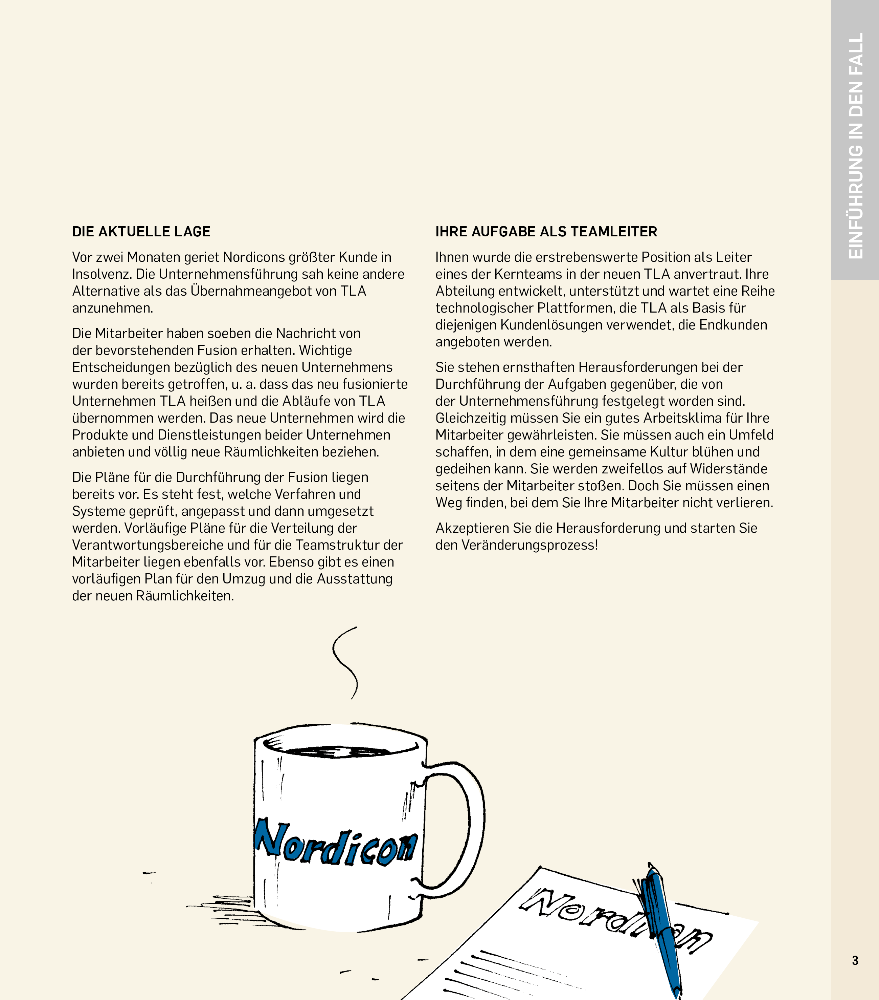 EINFÜHRUNG IN DEN FALL
DIE AKTUELLE LAGE
Vor zwei Monaten geriet Nordicons größter Kunde in
Insolvenz. Die Unternehmensführung sah keine andere
Alternative als das Übernahmeangebot von TLA
anzunehmen.
Die Mitarbeiter haben soeben die Nachricht von
der bevorstehenden Fusion erhalten. Wichtige
Entscheidungen bezüglich des neuen Unternehmens
wurden bereits getroffen, u. a. dass das neu fusionierte
Unternehmen TLA heißen und die Abläufe von TLA
übernommen werden. Das neue Unternehmen wird die
Produkte und Dienstleistungen beider Unternehmen
anbieten und völlig neue Räumlichkeiten beziehen.
Die Pläne für die Durchführung der Fusion liegen
bereits vor. Es steht fest, welche Verfahren und
Systeme geprüft, angepasst und dann umgesetzt
werden. Vorläufige Pläne für die Verteilung der
Verantwortungsbereiche und für die Teamstruktur der
Mitarbeiter liegen ebenfalls vor. Ebenso gibt es einen
vorläufigen Plan für den Umzug und die Ausstattung
der neuen Räumlichkeiten.
IHRE AUFGABE ALS TEAMLEITER
Ihnen wurde die erstrebenswerte Position als Leiter
eines der Kernteams in der neuen TLA anvertraut. Ihre
Abteilung entwickelt, unterstützt und wartet eine Reihe
technologischer Plattformen, die TLA als Basis für
diejenigen Kundenlösungen verwendet, die Endkunden
angeboten werden.
Sie stehen ernsthaften Herausforderungen bei der
Durchführung der Aufgaben gegenüber, die von
der Unternehmensführung festgelegt worden sind.
Gleichzeitig müssen Sie ein gutes Arbeitsklima für Ihre
Mitarbeiter gewährleisten. Sie müssen auch ein Umfeld
schaffen, in dem eine gemeinsame Kultur blühen und
gedeihen kann. Sie werden zweifellos auf Widerstände
seitens der Mitarbeiter stoßen. Doch Sie müssen einen
Weg finden, bei dem Sie Ihre Mitarbeiter nicht verlieren.
Akzeptieren Sie die Herausforderung und starten Sie
den Veränderungsprozess!
Nordicon
Nordicon
3